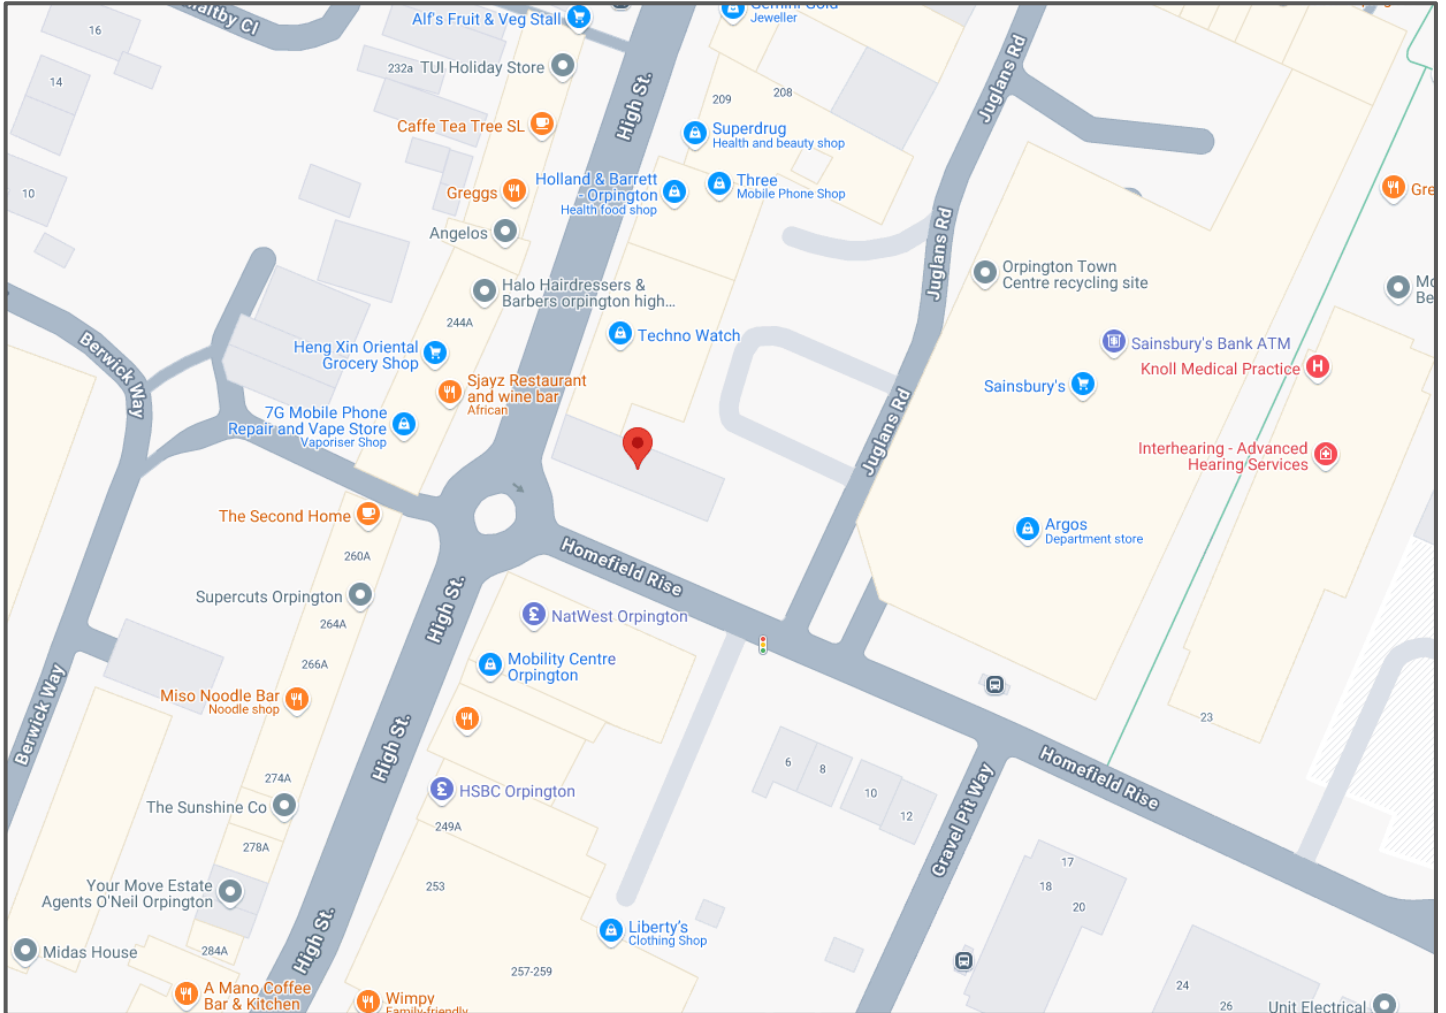 Maltby Cl
16
14
10
Alf's Fruit & Veg Stall
232a
TUI Holiday Store
Caffe Tea Tree SL
Greggs
Angelos
Halo Hairdressers &
Barbers orpington high...
244A
Heng Xin Oriental
Grocery Shop
Sjayz Restaurant
and wine bar
African
7G Mobile Phone
Repair and Vape Store
Vaporiser Shop
Berwick Way
High St.
Gemini Gold
Jeweller
209
208
Superdrug
Health and beauty shop
Holland & Barrett
- Orpington
Health food shop
Three
Mobile Phone Shop
Techno Watch
Juglans Rd
Juglans Rd
Juglans Rd
Orpington Town
Centre recycling site
Sainsbury's Bank ATM
Sainsbury's
Knoll Medical Practice
Interhearing - Advanced
Hearing Services
Argos
Department store
Gre
Mo
Be
The Second Home
260A
Supercuts Orpington
264A
266A
Miso Noodle Bar
Noodle shop
274A
The Sunshine Co
278A
Your Move Estate
Agents O'Neil Orpington
Midas House
284A
A Mano Coffee
Bar & Kitchen
Berwick Way
High St.
High St.
High St.
Homefield Rise
NatWest Orpington
Mobility Centre
Orpington
HSBC Orpington
249A
253
257-259
Liberty's
Clothing Shop
Wimpy
Family-friendly
6
8
10
12
Gravel Pit Way
Homefield Rise
23
17
18
20
24
26
Unit Electrical